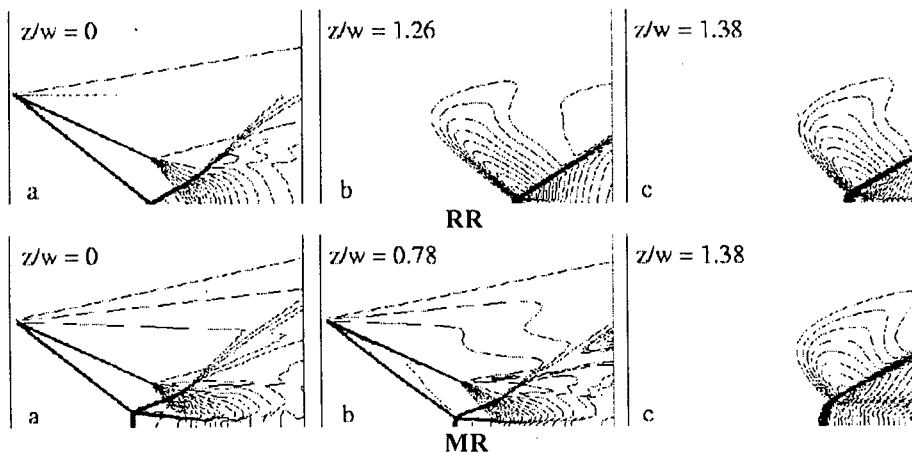 z/w = 0
z/w = 1.26
z/w = 1.38
a
b
c
RR
z/w = 0
z/w = 0.78
z/w = 1.38
a
b
c
MR